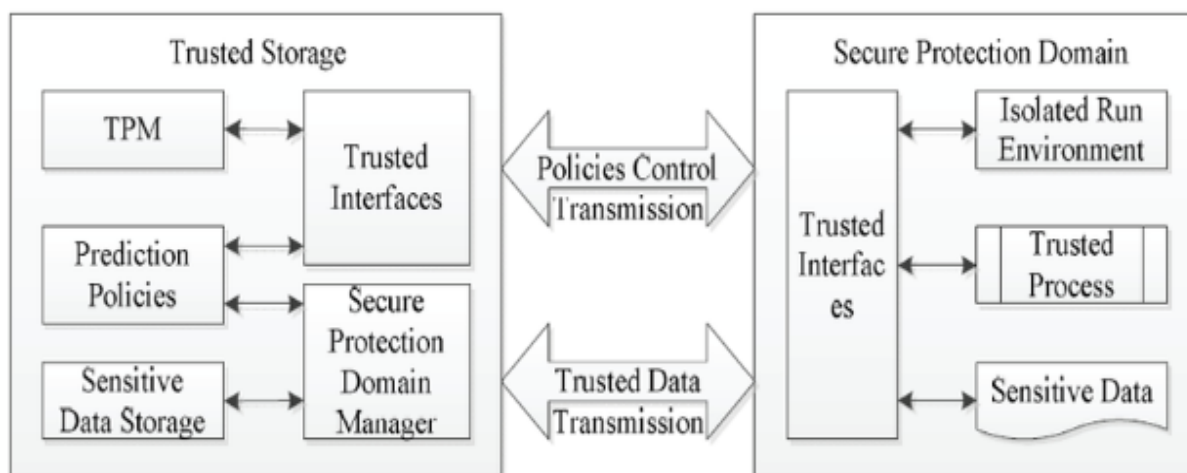 Trusted Storage
TPM
Trusted
Interfaces
Prediction
Policies
Secure
Protection
Domain
Manager
Sensitive
Data Storage
Policies Control
Transmission
Trusted Data
Transmission
Secure Protection Domain
Trusted
Interfac
es
Isolated Run
Environment
Trusted
Process
Sensitive Data